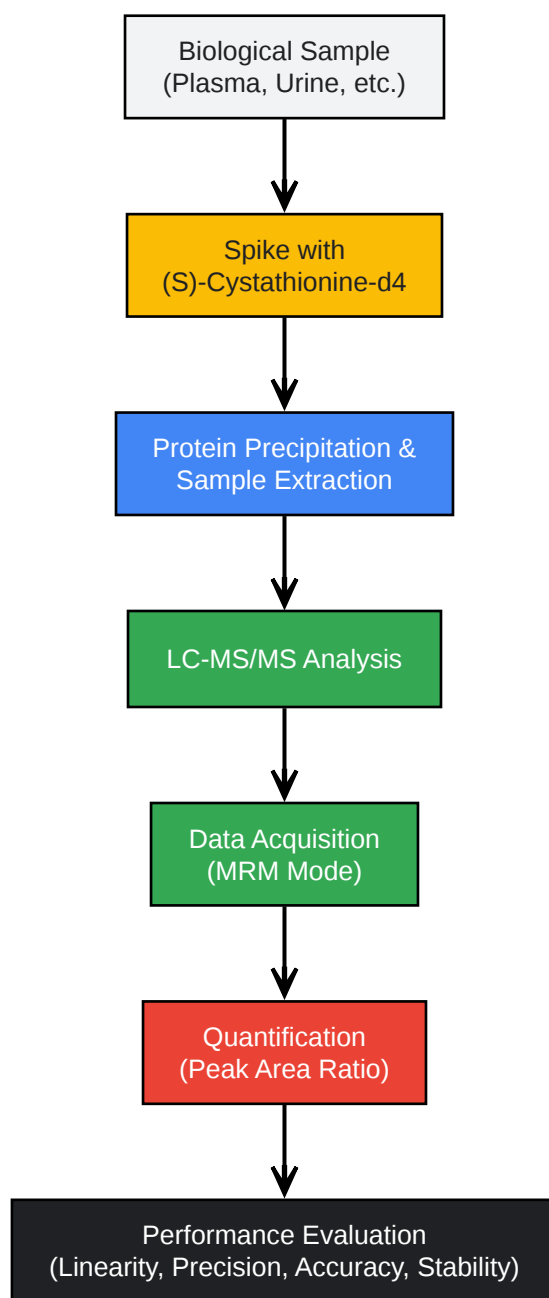 Biological Sample
(Plasma, Urine, etc.)
Spike with
(S)-Cystathionine-d4
Protein Precipitation &
Sample Extraction
LC-MS/MS Analysis
Data Acquisition
(MRM Mode)
Quantification
(Peak Area Ratio)
Performance Evaluation
(Linearity, Precision, Accuracy, Stability)